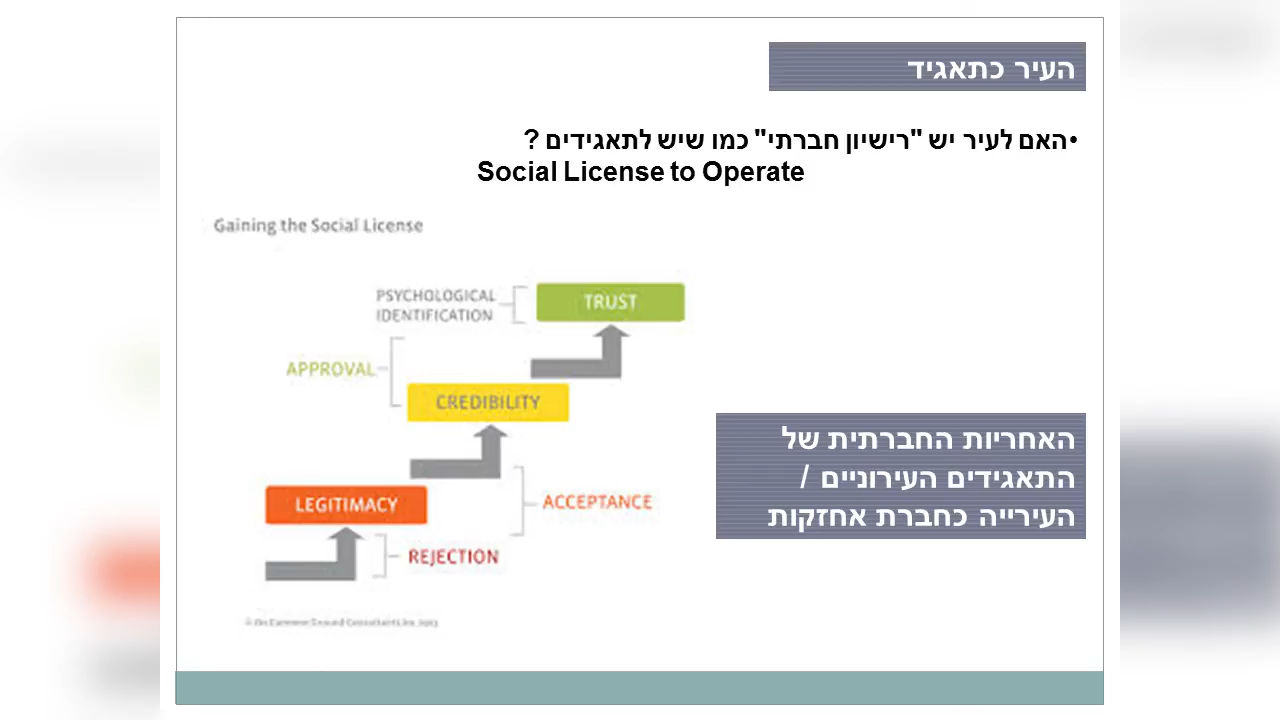 העיר כתאגיד
•האם לעיר יש "רישיון חברתי" כמו שיש לתאגידים ?
Social License to Operate
Gaining the Social License
PSYCHOLOGICAL
IDENTIFICATION
TRUST
APPROVAL
CREDIBILITY
LEGITIMACY
ACCEPTANCE
REJECTION
האחריות החברתית של
התאגידים העירוניים /
העירייה כחברת אחזקות